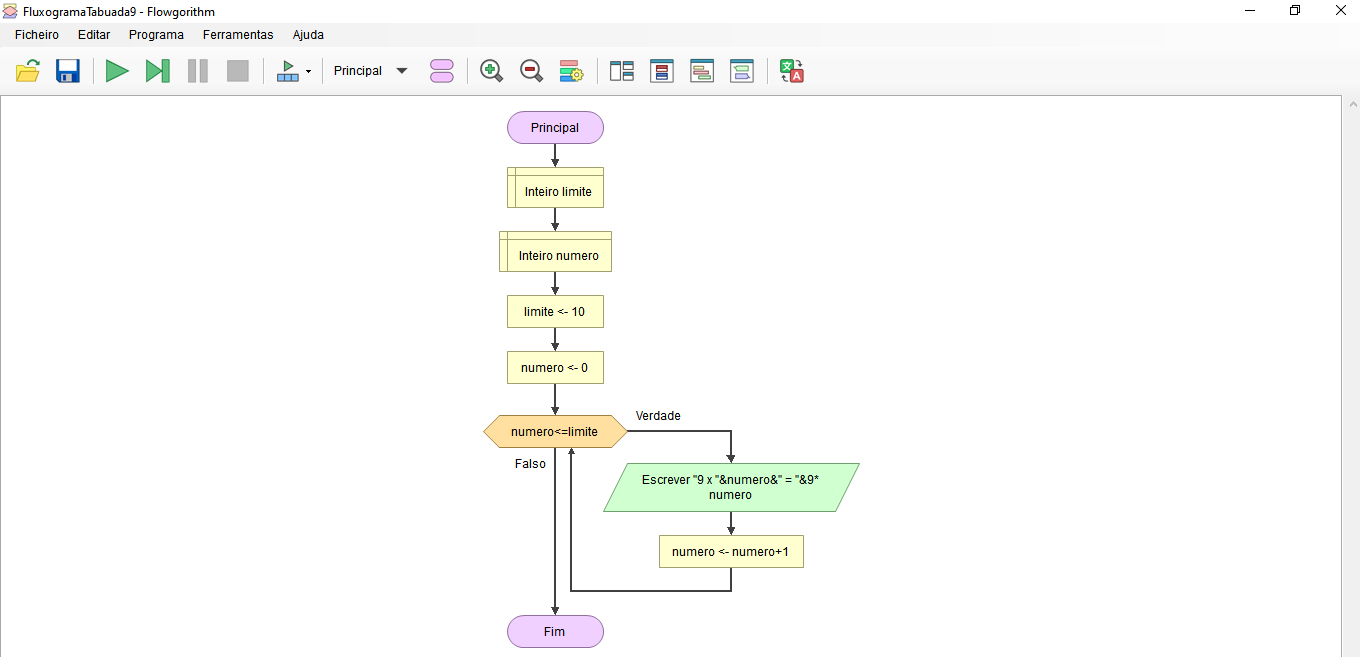 FluxogramaTabuada9 - Flowgorithm
Ficheiro Editar Programa Ferramentas Ajuda
Principal
Principal
Inteiro limite
Inteiro numero
limite <- 10
numero <- 0
Verdade
numero<=limite
Falso
Escrever "9 x "&numero&" = "&9*
numero
numero <- numero+1
Fim